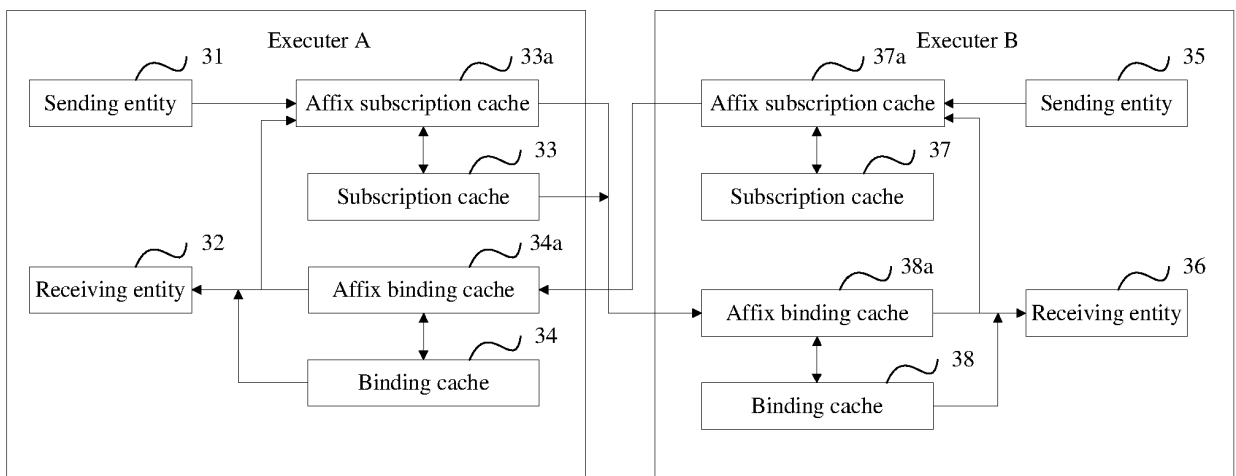 Executer A
31
33a
Sending entity
Affix subscription cache
33
Subscription cache
32
34a
Receiving entity
Affix binding cache
34
Binding cache
Executer B
37a
35
Affix subscription cache
Sending entity
37
Subscription cache
38a
36
Affix binding cache
Receiving entity
38
Binding cache